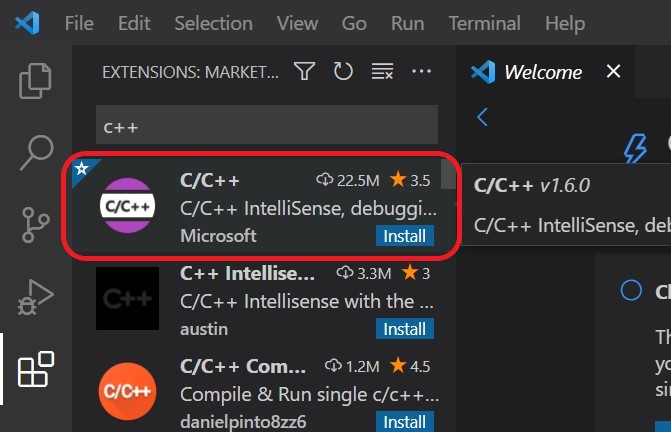 File Edit Selection View Go Run Terminal Help
EXTENSIONS: MARKET...
Welcome
c++
C/C++ 22.5M 3.5
C/C++ IntelliSense, debuggi...
Microsoft Install
C/C++
C/C++ v1.6.0
C/C++ IntelliSense, deb
C++ Intellise... 3.3M 3
C/C++ Intellisense with the ...
austin Install
C++
C/C++ Com... 1.2M 4.5
Compile & Run single c/c++...
danielpinto8zz6 Install
C/C++